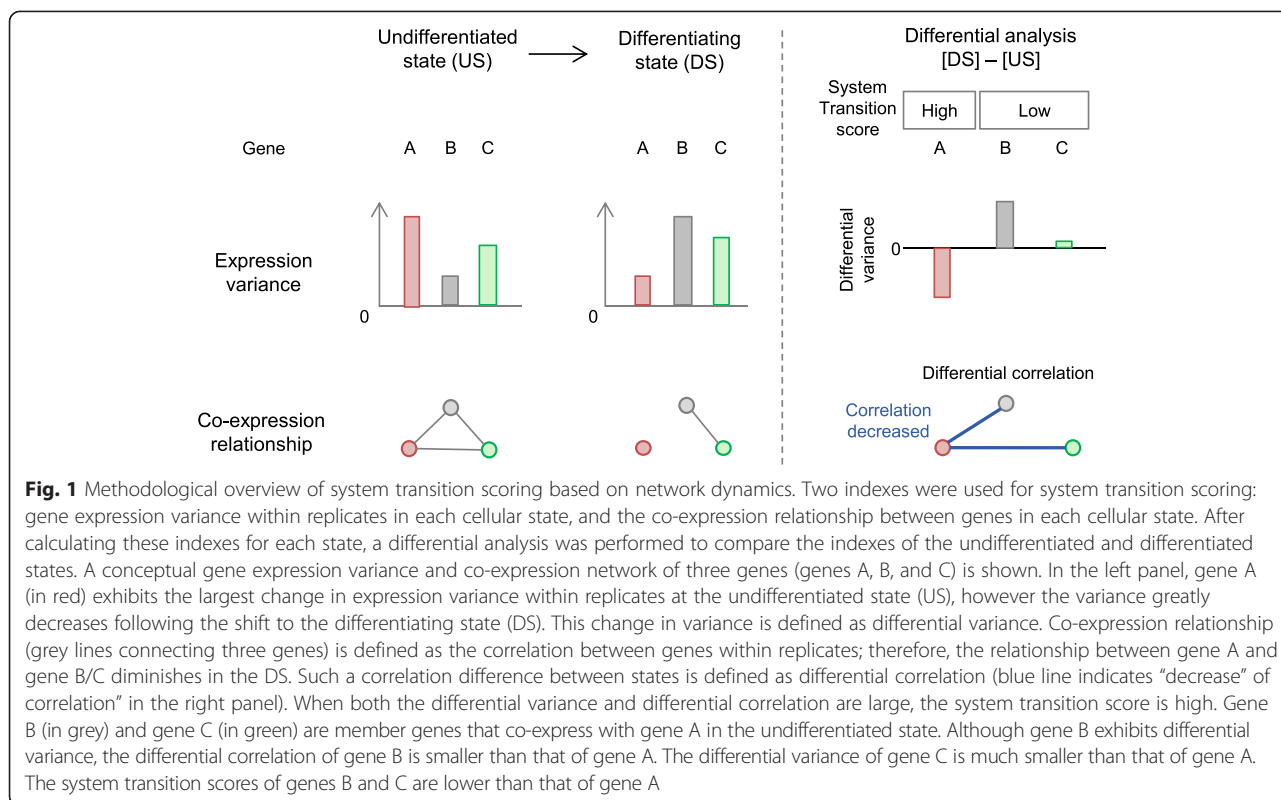 Undifferentiated
state (US)
Differentiating
state (DS)
Differential analysis
[DS] – [US]
System
Transition
score
High
Low
Gene
A B C
A B C
A B C
Expression
variance
0
0
Differential
variance
0
Co-expression
relationship
Differential correlation
Correlation
decreased
Fig. 1 Methodological overview of system transition scoring based on network dynamics. Two indexes were used for system transition scoring:
gene expression variance within replicates in each cellular state, and the co-expression relationship between genes in each cellular state. After
calculating these indexes for each state, a differential analysis was performed to compare the indexes of the undifferentiated and differentiated
states. A conceptual gene expression variance and co-expression network of three genes (genes A, B, and C) is shown. In the left panel, gene A
(in red) exhibits the largest change in expression variance within replicates at the undifferentiated state (US), however the variance greatly
decreases following the shift to the differentiating state (DS). This change in variance is defined as differential variance. Co-expression relationship
(grey lines connecting three genes) is defined as the correlation between genes within replicates; therefore, the relationship between gene A and
gene B/C diminishes in the DS. Such a correlation difference between states is defined as differential correlation (blue line indicates “decrease” of
correlation” in the right panel). When both the differential variance and differential correlation are large, the system transition score is high. Gene
B (in grey) and gene C (in green) are member genes that co-express with gene A in the undifferentiated state. Although gene B exhibits differential
variance, the differential correlation of gene B is smaller than that of gene A. The differential variance of gene C is much smaller than that of gene A.
The system transition scores of genes B and C are lower than that of gene A